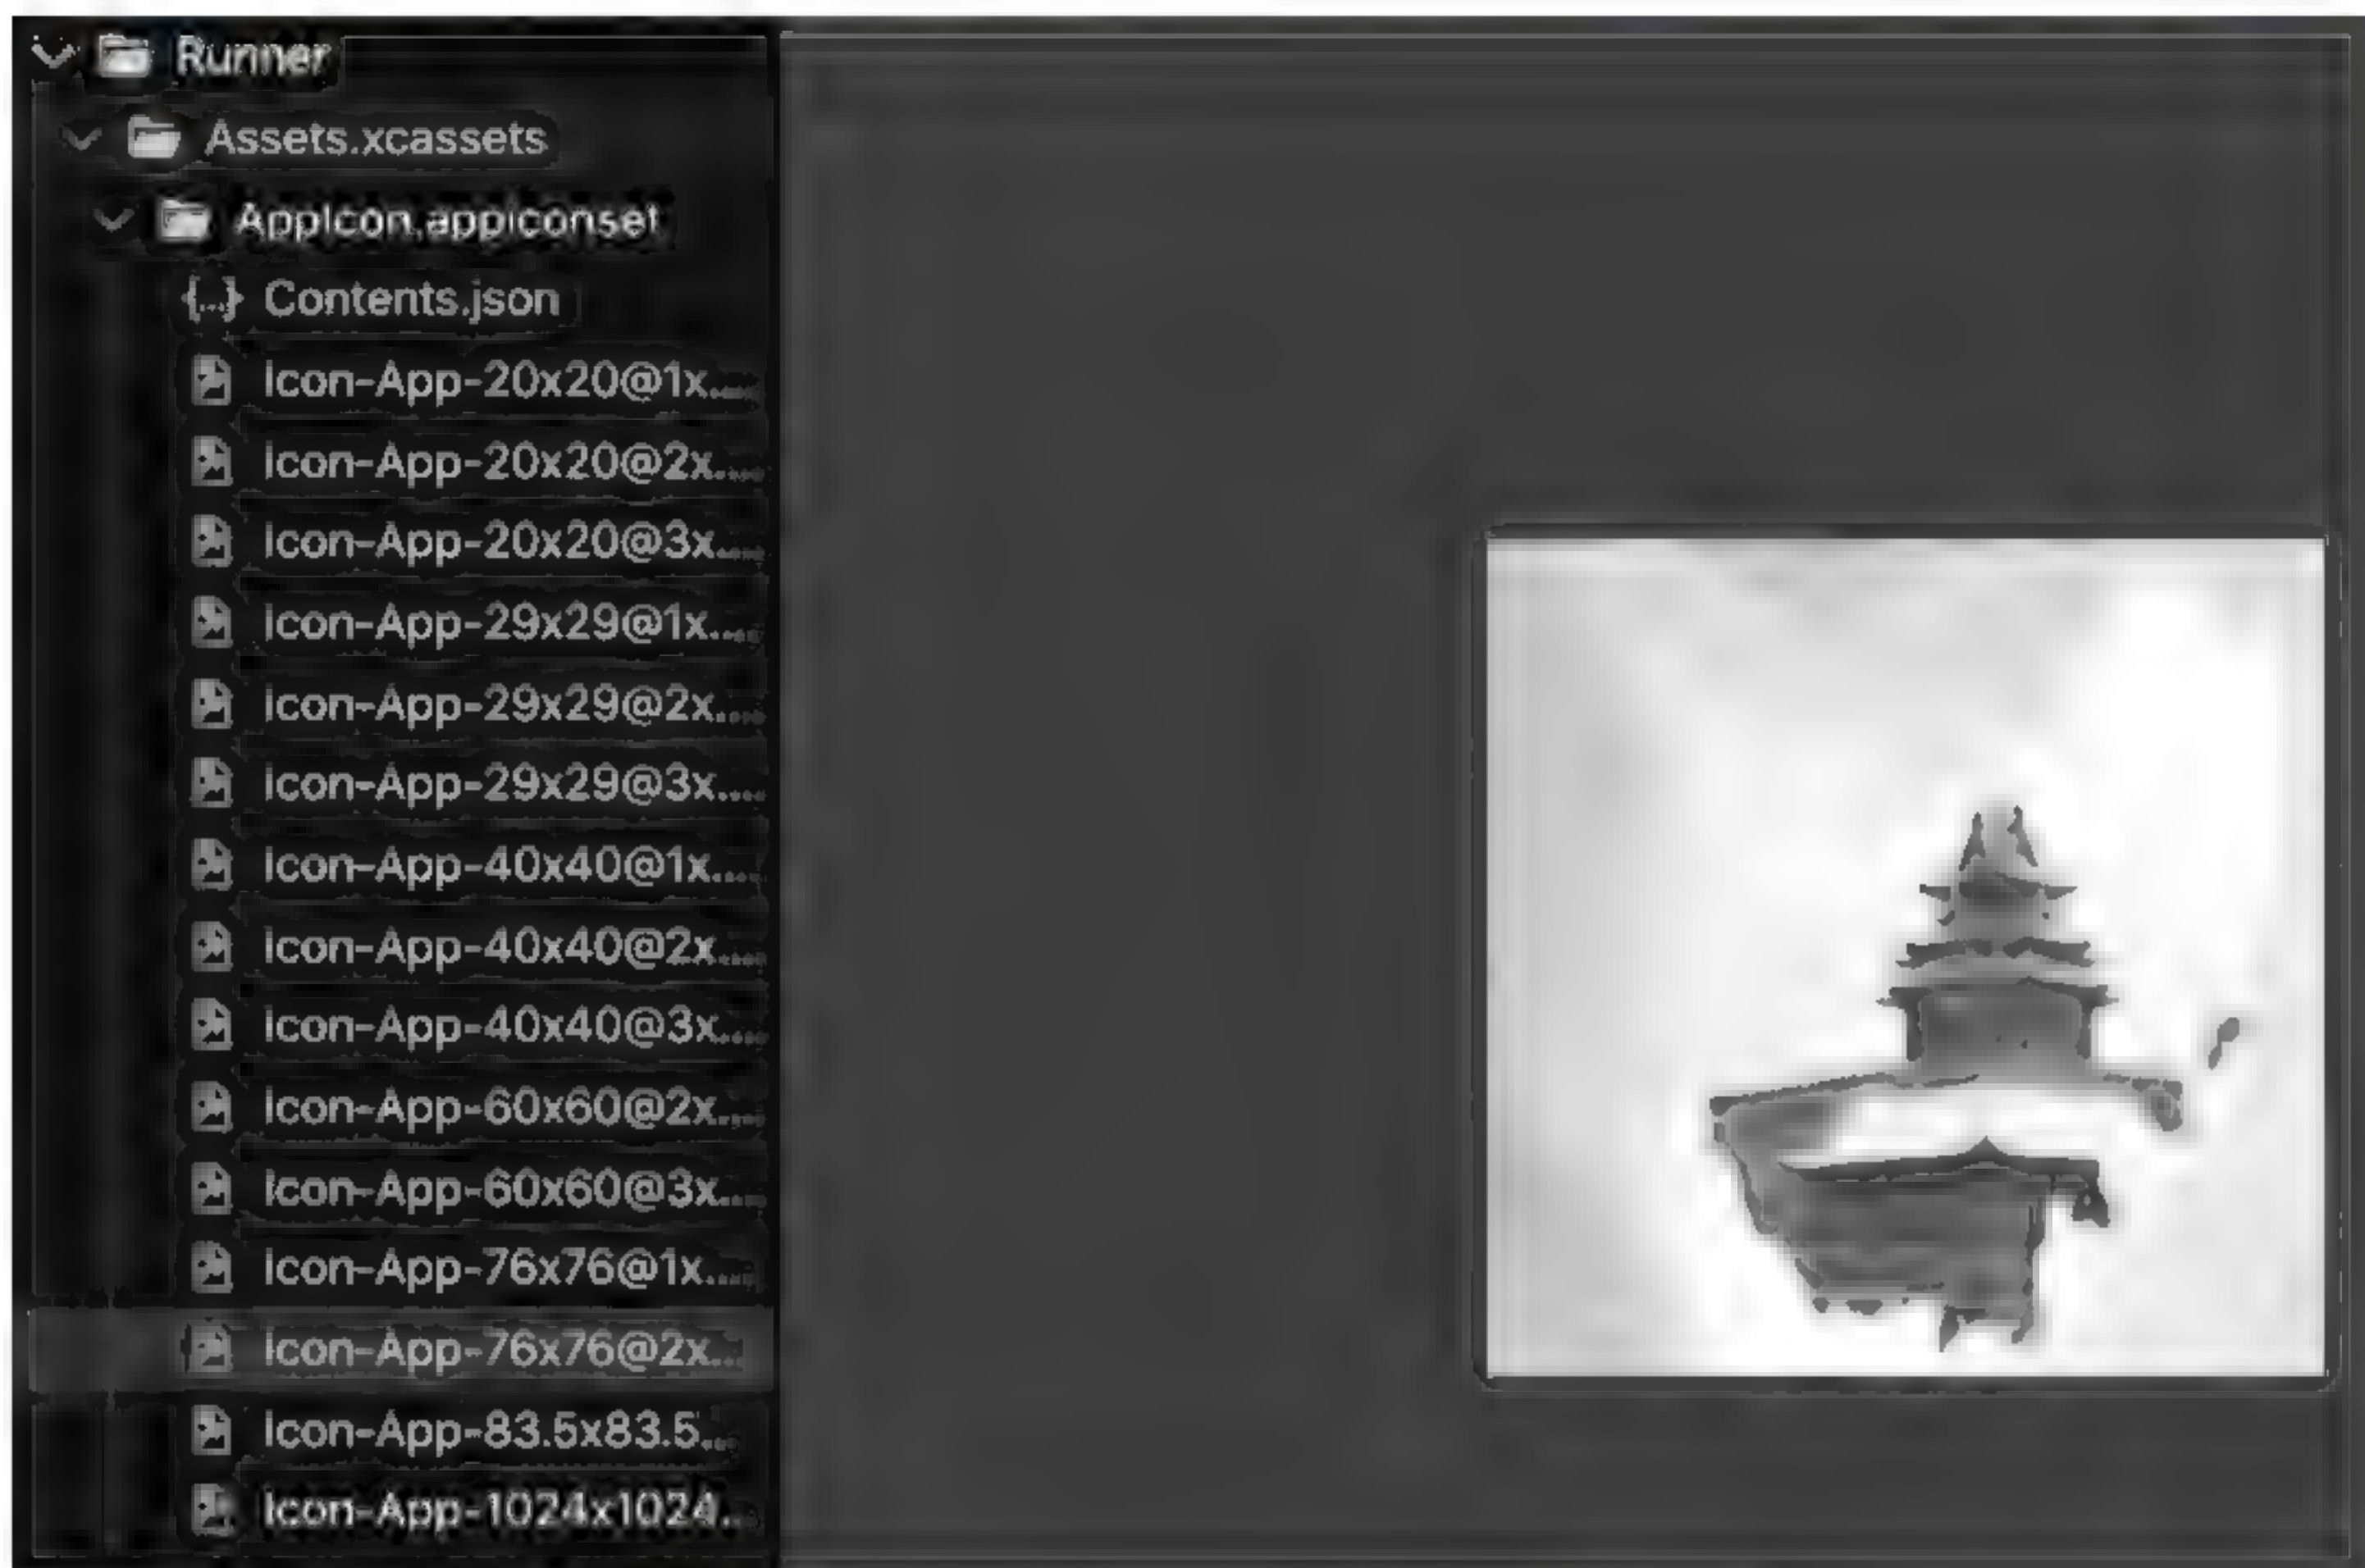 Runner
Assets.xcassets
AppIcon.appiconset
{...} Contents.json
Icon-App-20x20@1x....
Icon-App-20x20@2x....
Icon-App-20x20@3x....
Icon-App-29x29@1x....
Icon-App-29x29@2x....
Icon-App-29x29@3x....
Icon-App-40x40@1x....
Icon-App-40x40@2x....
Icon-App-40x40@3x....
Icon-App-60x60@2x....
Icon-App-60x60@3x....
Icon-App-76x76@1x....
Icon-App-76x76@2x...
Icon-App-83.5x83.5...
Icon-App-1024x1024...